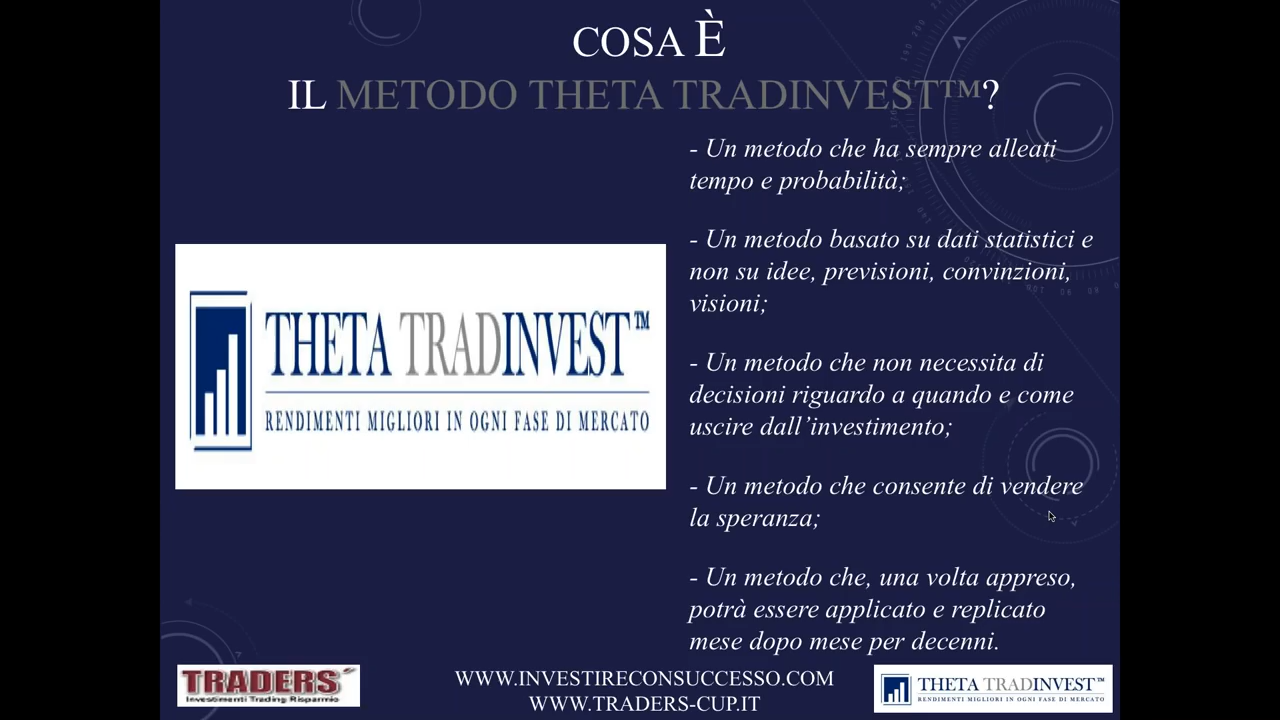 COSA È
IL METODO THETA TRADINVEST™?
- Un metodo che ha sempre alleati
tempo e probabilità;
- Un metodo basato su dati statistici e
non su idee, previsioni, convinzioni,
visioni;
- Un metodo che non necessita di
decisioni riguardo a quando e come
uscire dall’investimento;
- Un metodo che consente di vendere
la speranza;
- Un metodo che, una volta appreso,
potrà essere applicato e replicato
mese dopo mese per decenni.
THETA TRADINVEST™
RENDIMENTI MIGLIORI IN OGNI FASE DI MERCATO
TRADERS´
Investimenti Trading Risparmio
WWW.INVESTIRECONSUCCESSO.COM
WWW.TRADERS-CUP.IT
THETA TRADINVEST™
RENDIMENTI MIGLIORI IN OGNI FASE DI MERCATO